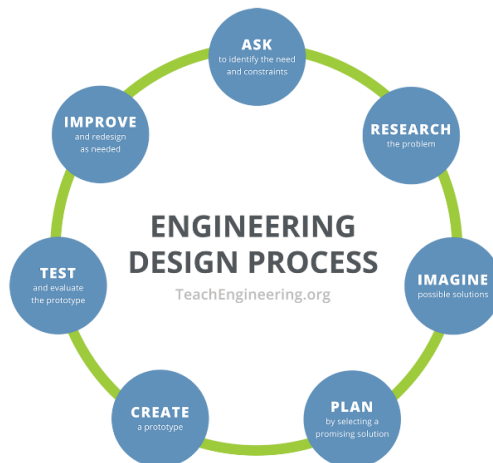 ASK
to identify the need
and constraints
RESEARCH
the problem
IMAGINE
possible solutions
PLAN
by selecting a
promising solution
CREATE
a prototype
TEST
and evaluate
the prototype
IMPROVE
and redesign
as needed
ENGINEERING
DESIGN PROCESS
TeachEngineering.org